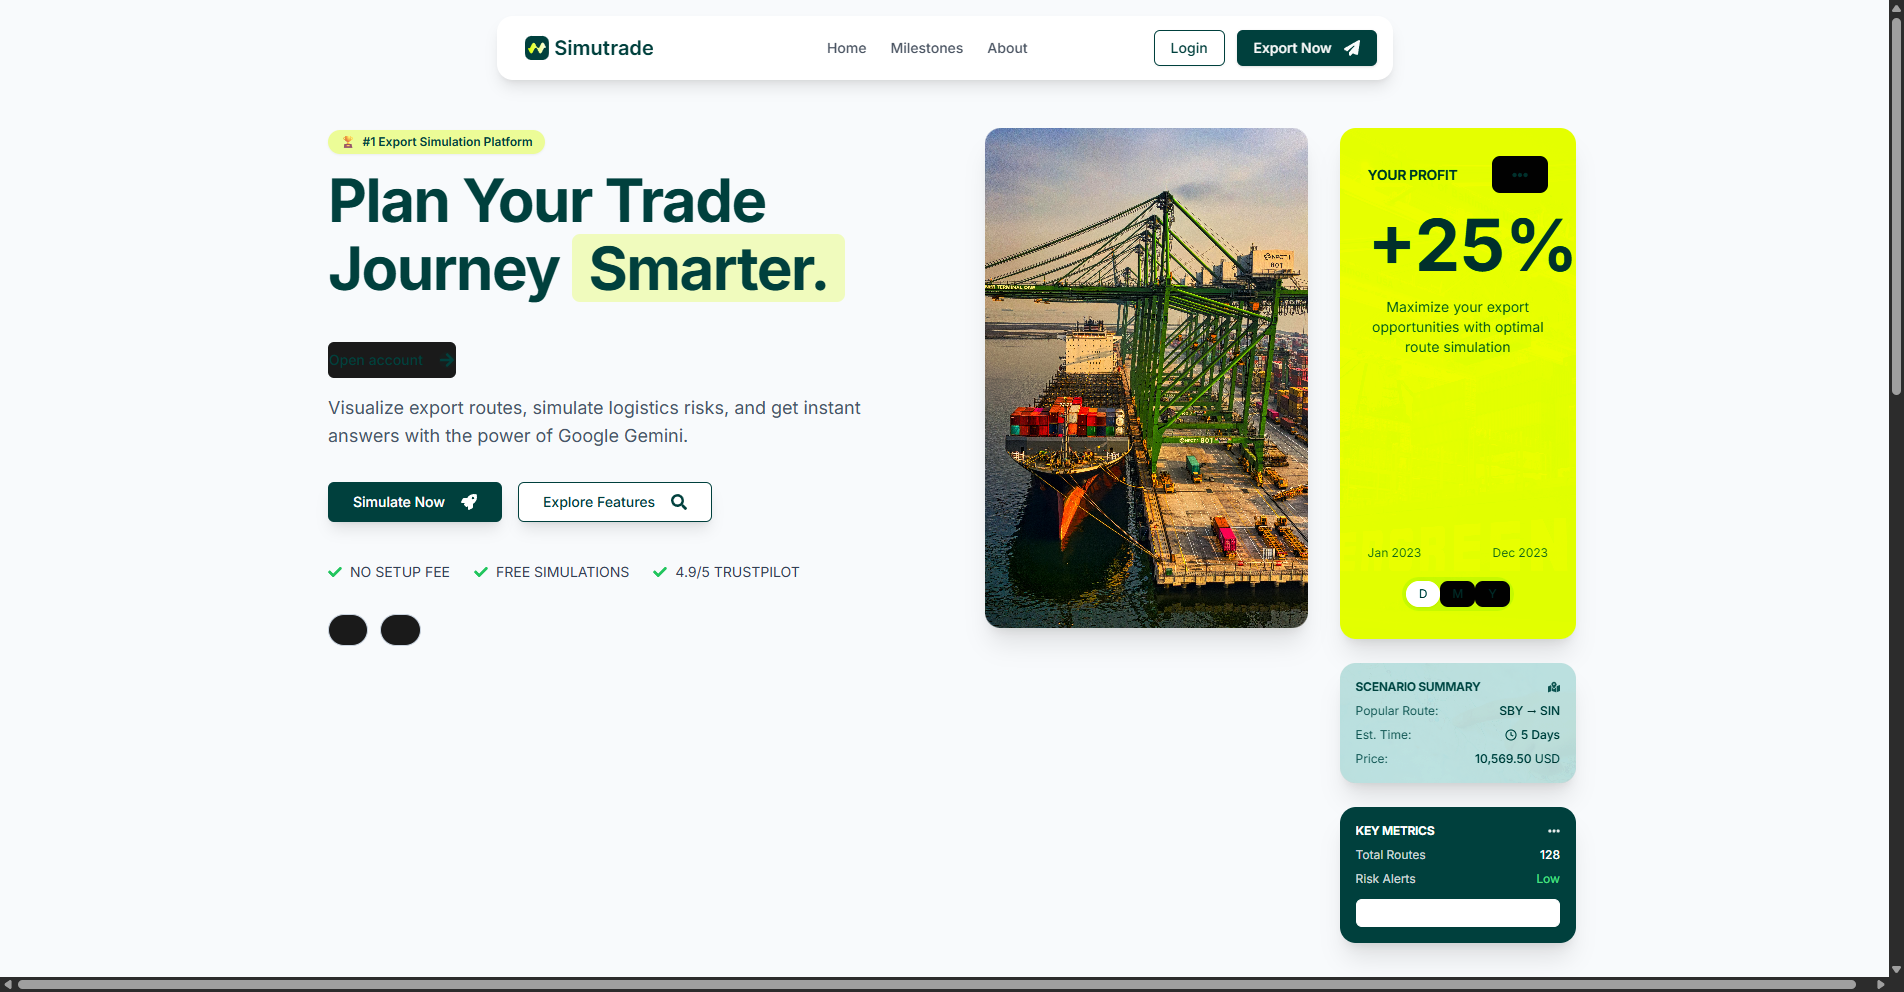 Simutrade
Home
Milestones
About
Login
Export Now
#1 Export Simulation Platform
Plan Your Trade
Journey Smarter.
Open account
Visualize export routes, simulate logistics risks, and get instant
answers with the power of Google Gemini.
Simulate Now
Explore Features
NO SETUP FEE
FREE SIMULATIONS
4.9/5 TRUSTPILOT
YOUR PROFIT
+25%
Maximize your export
opportunities with optimal
route simulation
Jan 2023
Dec 2023
D
M
Y
SCENARIO SUMMARY
Popular Route:
SBY → SIN
Est. Time:
5 Days
Price:
10,569.50 USD
KEY METRICS
Total Routes
128
Risk Alerts
Low